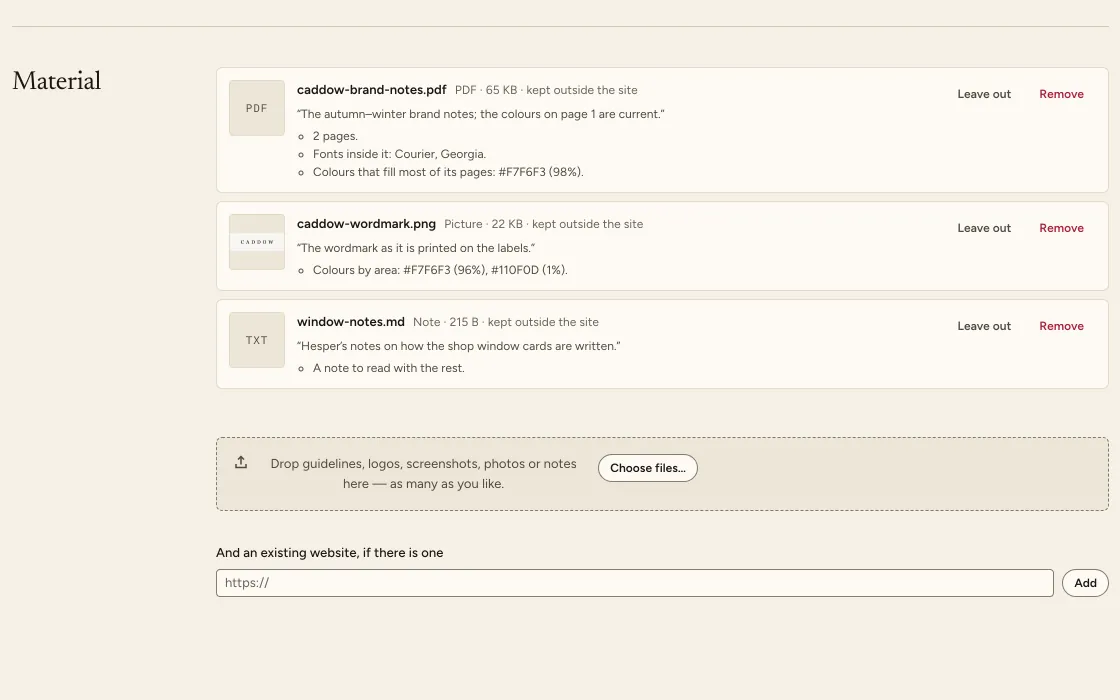 Material
PDF
caddow-brand-notes.pdf PDF · 65 KB · kept outside the site
Leave out Remove
“The autumn–winter brand notes; the colours on page 1 are current.”
2 pages.
Fonts inside it: Courier, Georgia.
Colours that fill most of its pages: #F7F6F3 (98%).
CADDOW
caddow-wordmark.png Picture · 22 KB · kept outside the site
Leave out Remove
“The wordmark as it is printed on the labels.”
Colours by area: #F7F6F3 (96%), #110F0D (1%).
TXT
window-notes.md Note · 215 B · kept outside the site
Leave out Remove
“Hesper’s notes on how the shop window cards are written.”
A note to read with the rest.
Drop guidelines, logos, screenshots, photos or notes
here — as many as you like.
Choose files…
And an existing website, if there is one
https://
Add